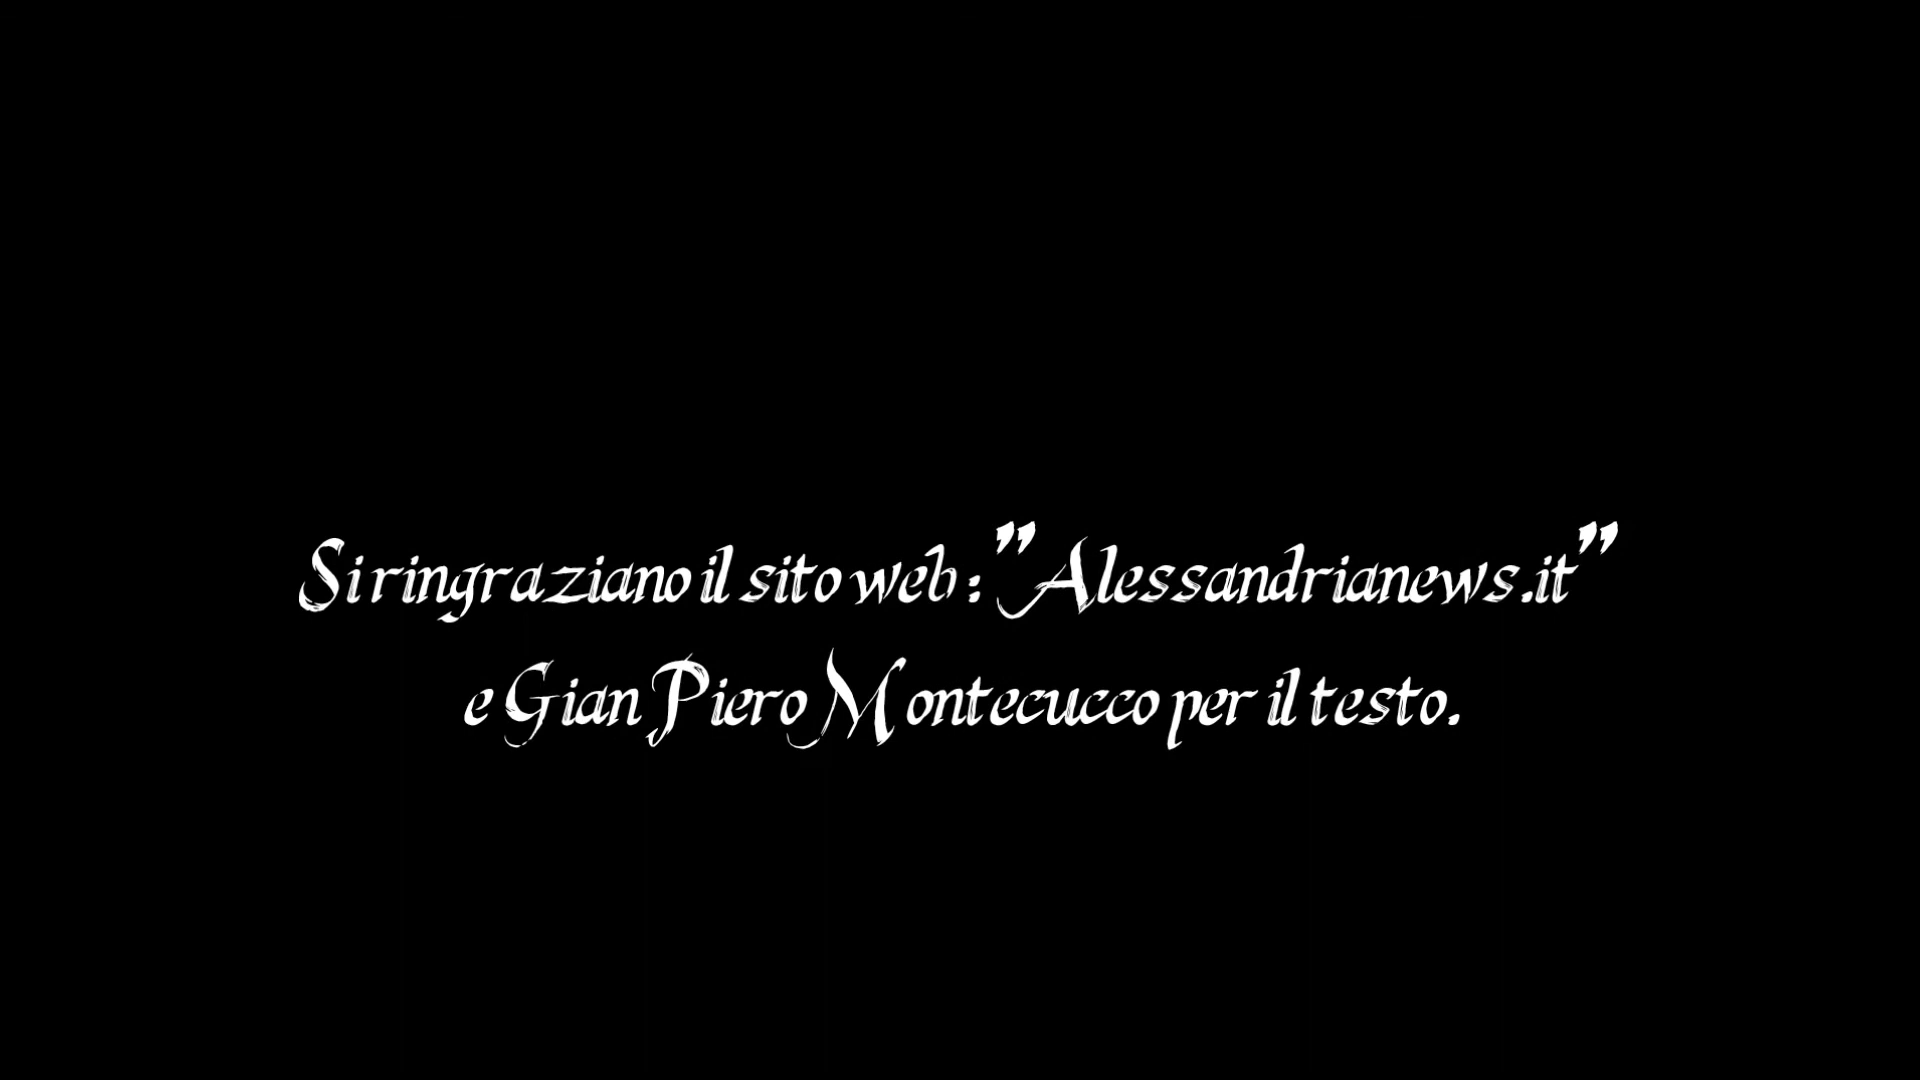 Si ringraziano il sito web : "Alessandrianews.it"
e Gian Piero Montecucco per il testo.